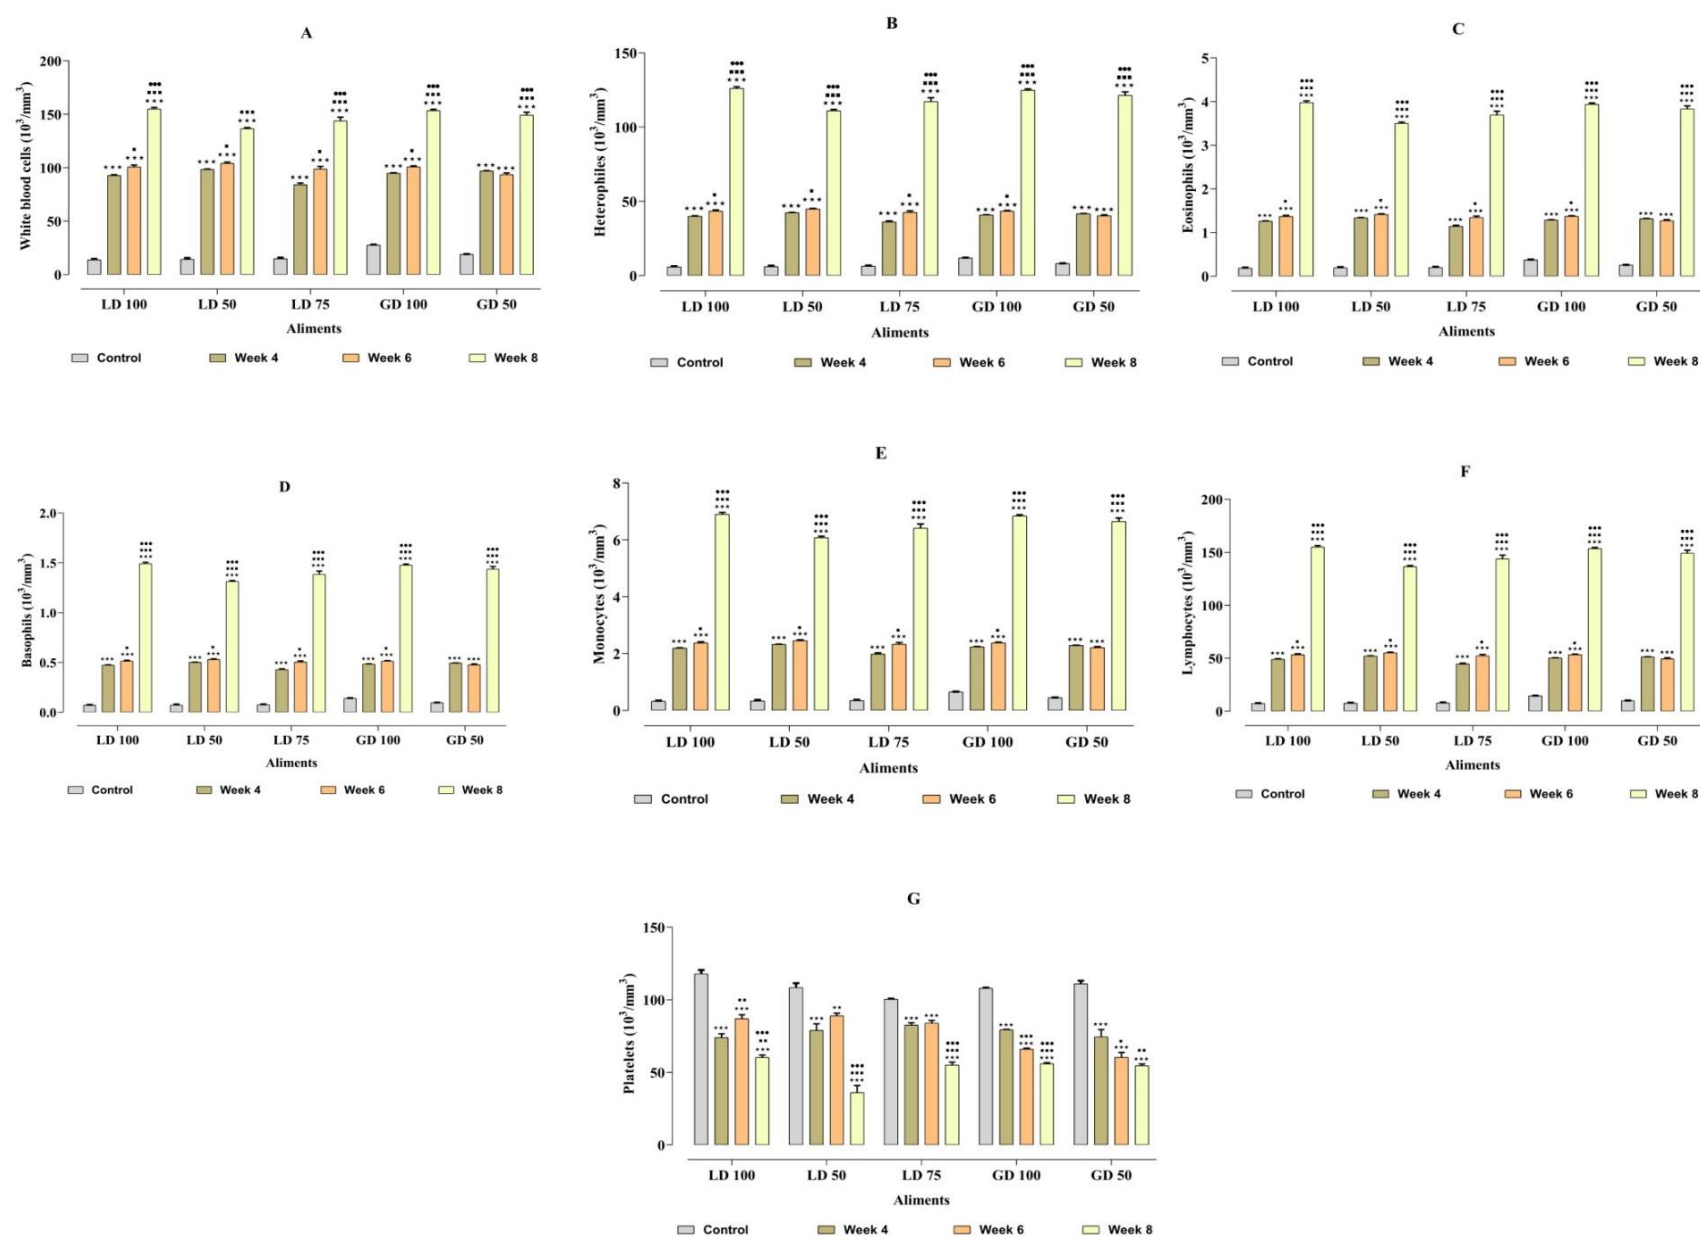 A
White blood cells (10³/mm³)
200
150
100
50
0
LD 100 LD 50 LD 75 GD 100 GD 50
Aliments
Control Week 4 Week 6 Week 8
B
Heterophiles (10³/mm³)
150
100
50
0
LD 100 LD 50 LD 75 GD 100 GD 50
Aliments
Control Week 4 Week 6 Week 8
C
Eosinophils (10³/mm³)
5
4
3
2
1
0
LD 100 LD 50 LD 75 GD 100 GD 50
Aliments
Control Week 4 Week 6 Week 8
D
Basophils (10³/mm³)
2.0
1.5
1.0
0.5
0.0
LD 100 LD 50 LD 75 GD 100 GD 50
Aliments
Control Week 4 Week 6 Week 8
E
Monocytes (10³/mm³)
8
6
4
2
0
LD 100 LD 50 LD 75 GD 100 GD 50
Aliments
Control Week 4 Week 6 Week 8
F
Lymphocytes (10³/mm³)
200
150
100
50
0
LD 100 LD 50 LD 75 GD 100 GD 50
Aliments
Control Week 4 Week 6 Week 8
G
Platelets (10³/mm³)
150
100
50
0
LD 100 LD 50 LD 75 GD 100 GD 50
Aliments
Control Week 4 Week 6 Week 8